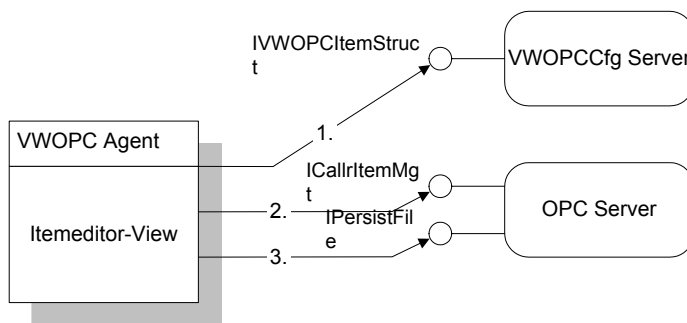 IVWOPCItemStruc
t
VWOPCCfg Server
1.
VWOPC Agent
ICallrItemMg
t
2.
OPC Server
Itemeditor-View
IPersistFil
e
3.